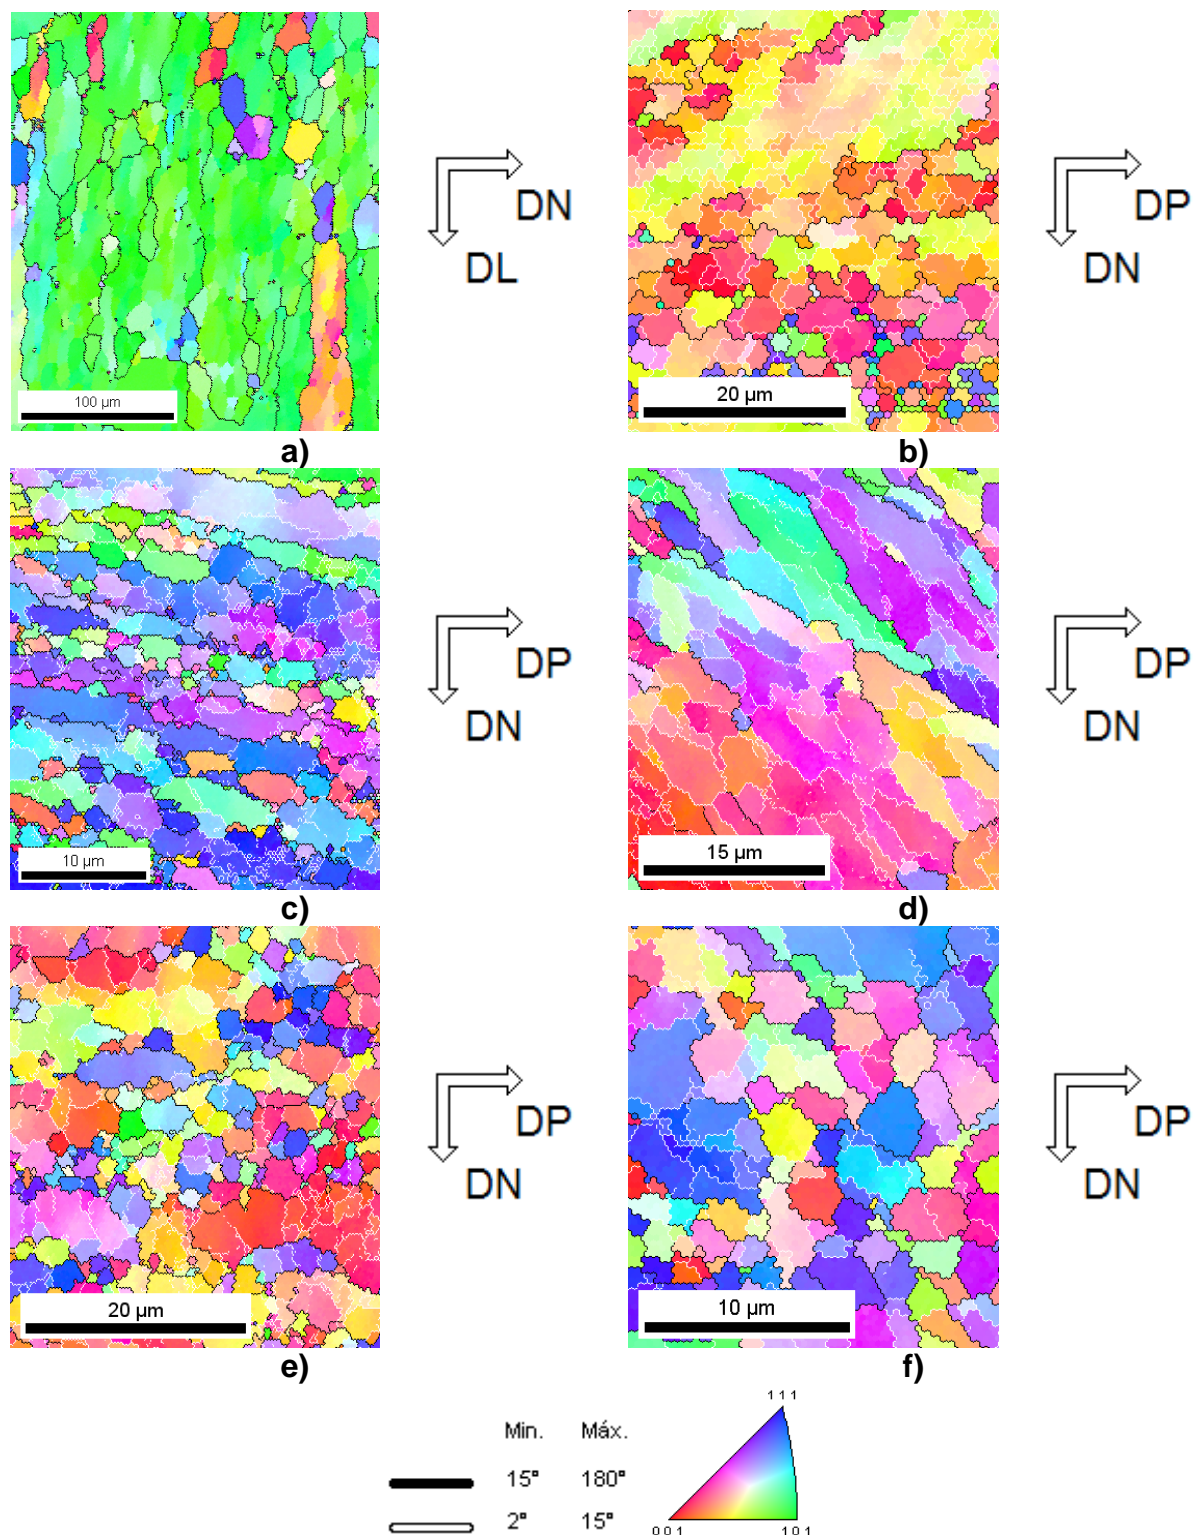 100 µm
DN
DL
a)
20 µm
DP
DN
b)
10 µm
DP
DN
c)
15 µm
DP
DN
d)
20 µm
DP
DN
e)
10 µm
DP
DN
f)
Min. Máx.
15° 180°
2° 15°
1 1 1
0 0 1
1 0 1